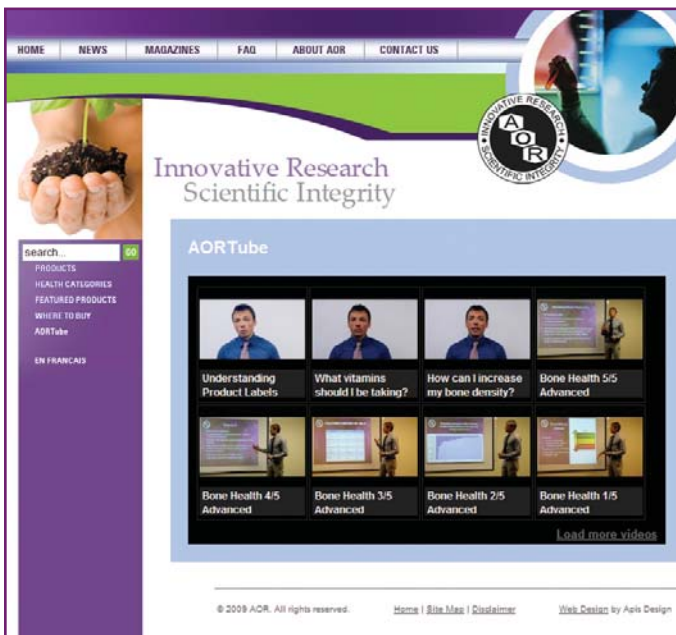 HOME NEWS MAGAZINES FAQ ABOUT AOR CONTACT US
INNOVATIVE RESEARCH
AOR
SCIENTIFIC INTEGRITY
Innovative Research
Scientific Integrity
search... GO
PRODUCTS
HEALTH CATEGORIES
FEATURED PRODUCTS
WHERE TO BUY
AORTube
EN FRANCAIS
AORTube
Understanding
Product Labels
What vitamins
should I be taking?
How can I increase
my bone density?
Bone Health 5/5
Advanced
Bone Health 4/5
Advanced
Bone Health 3/5
Advanced
Bone Health 2/5
Advanced
Bone Health 1/5
Advanced
Load more videos
© 2009 AOR. All rights reserved. Home | Site Map | Disclaimer Web Design by Apis Design